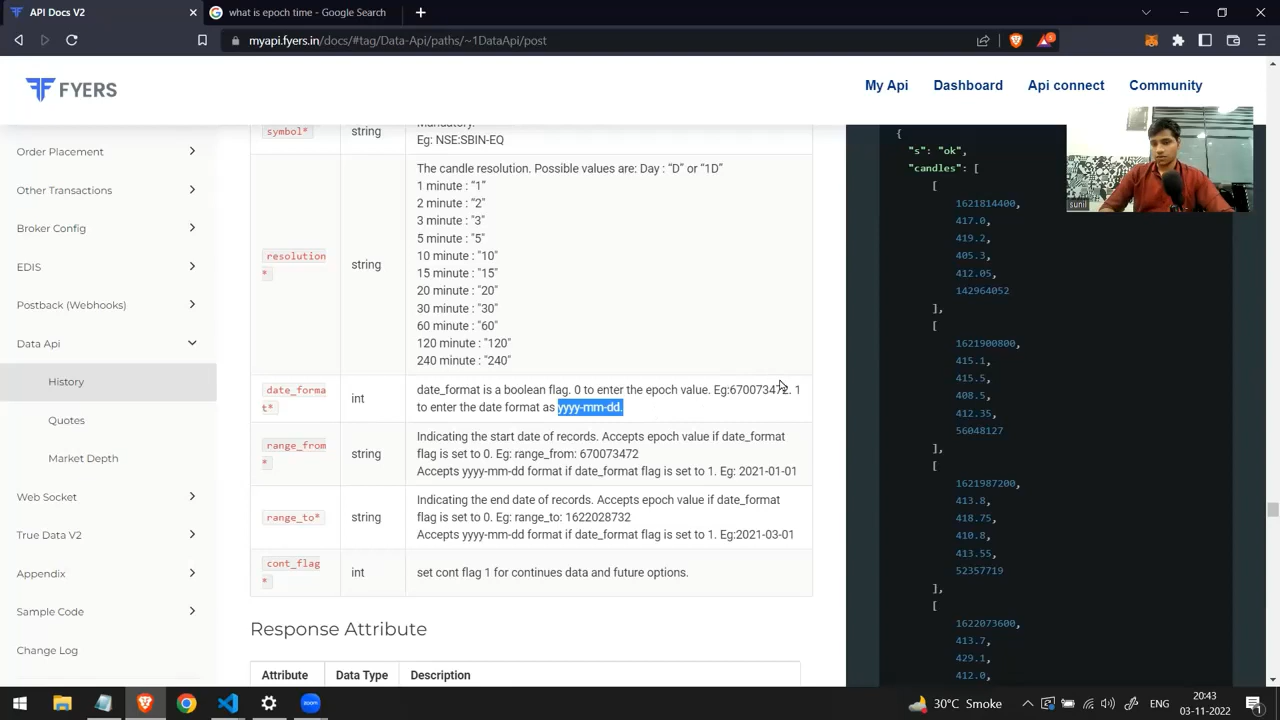 API Docs V2
what is epoch time - Google Search
myapi.fyers.in/docs/#tag/Data-Api/paths/~1DataApi/post
FYERS
My Api
Dashboard
Api connect
Community
Order Placement
Other Transactions
Broker Config
EDIS
Postback (Webhooks)
Data Api
History
Quotes
Market Depth
Web Socket
True Data V2
Appendix
Sample Code
Change Log
symbol*
string
Mandatory.
Eg: NSE:SBIN-EQ
resolution
*
string
The candle resolution. Possible values are: Day : “D” or “1D”
1 minute : “1”
2 minute : “2”
3 minute : "3"
5 minute : "5"
10 minute : "10"
15 minute : "15"
20 minute : "20"
30 minute : "30"
60 minute : "60"
120 minute : "120"
240 minute : "240"
date_forma
t*
int
date_format is a boolean flag. 0 to enter the epoch value. Eg:670073472. 1
to enter the date format as yyyy-mm-dd.
range_from
*
string
Indicating the start date of records. Accepts epoch value if date_format
flag is set to 0. Eg: range_from: 670073472
Accepts yyyy-mm-dd format if date_format flag is set to 1. Eg: 2021-01-01
range_to*
string
Indicating the end date of records. Accepts epoch value if date_format
flag is set to 0. Eg: range_to: 1622028732
Accepts yyyy-mm-dd format if date_format flag is set to 1. Eg:2021-03-01
cont_flag
*
int
set cont flag 1 for continues data and future options.
Response Attribute
Attribute
Data Type
Description
{
"s": "ok",
"candles": [
[
1621814400,
417.0,
419.2,
405.3,
412.05,
142964052
],
[
1621900800,
415.1,
415.5,
408.5,
412.35,
56048127
],
[
1621987200,
413.8,
418.75,
410.8,
413.55,
52357719
],
[
1622073600,
413.7,
429.1,
412.0,
sunil
30°C Smoke
ENG
20:43
03-11-2022
1